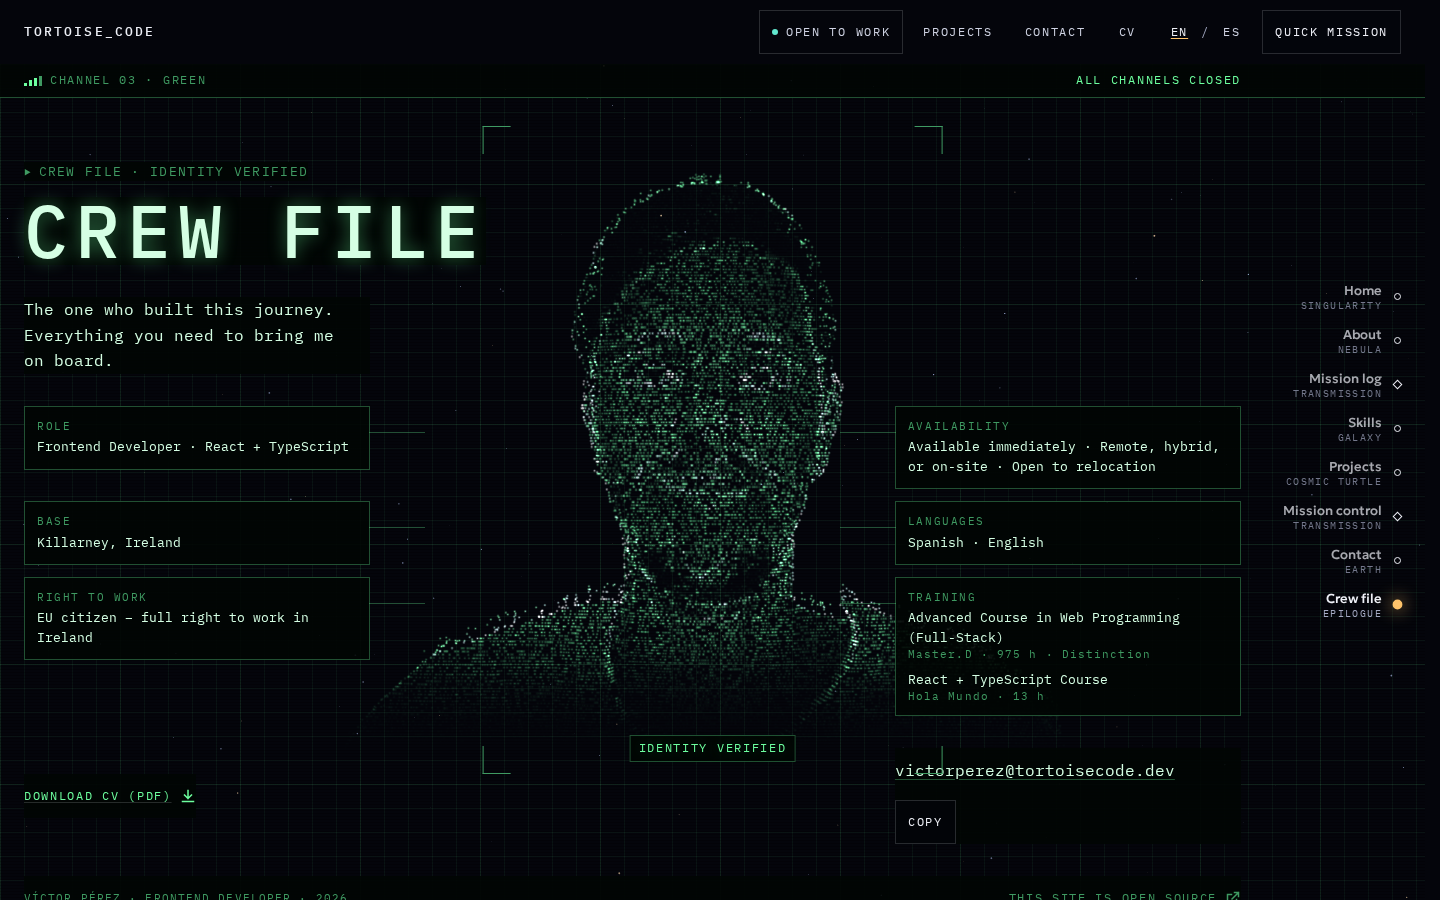 TORTOISE_CODE
OPEN TO WORK
PROJECTS
CONTACT
CV
EN / ES
QUICK MISSION
CHANNEL 03 · GREEN
ALL CHANNELS CLOSED
CREW FILE · IDENTITY VERIFIED
CREW FILE
The one who built this journey.
Everything you need to bring me
on board.
ROLE
Frontend Developer · React + TypeScript
BASE
Killarney, Ireland
RIGHT TO WORK
EU citizen – full right to work in
Ireland
DOWNLOAD CV (PDF)
IDENTITY VERIFIED
AVAILABILITY
Available immediately · Remote, hybrid,
or on-site · Open to relocation
LANGUAGES
Spanish · English
TRAINING
Advanced Course in Web Programming
(Full-Stack)
Master.D · 975 h · Distinction
React + TypeScript Course
Hola Mundo · 13 h
victorperez@tortoisecode.dev
COPY
Home
SINGULARITY
About
NEBULA
Mission log
TRANSMISSION
Skills
GALAXY
Projects
COSMIC TURTLE
Mission control
TRANSMISSION
Contact
EARTH
Crew file
EPILOGUE
VÍCTOR PÉREZ · FRONTEND DEVELOPER · 2026
THIS SITE IS OPEN SOURCE